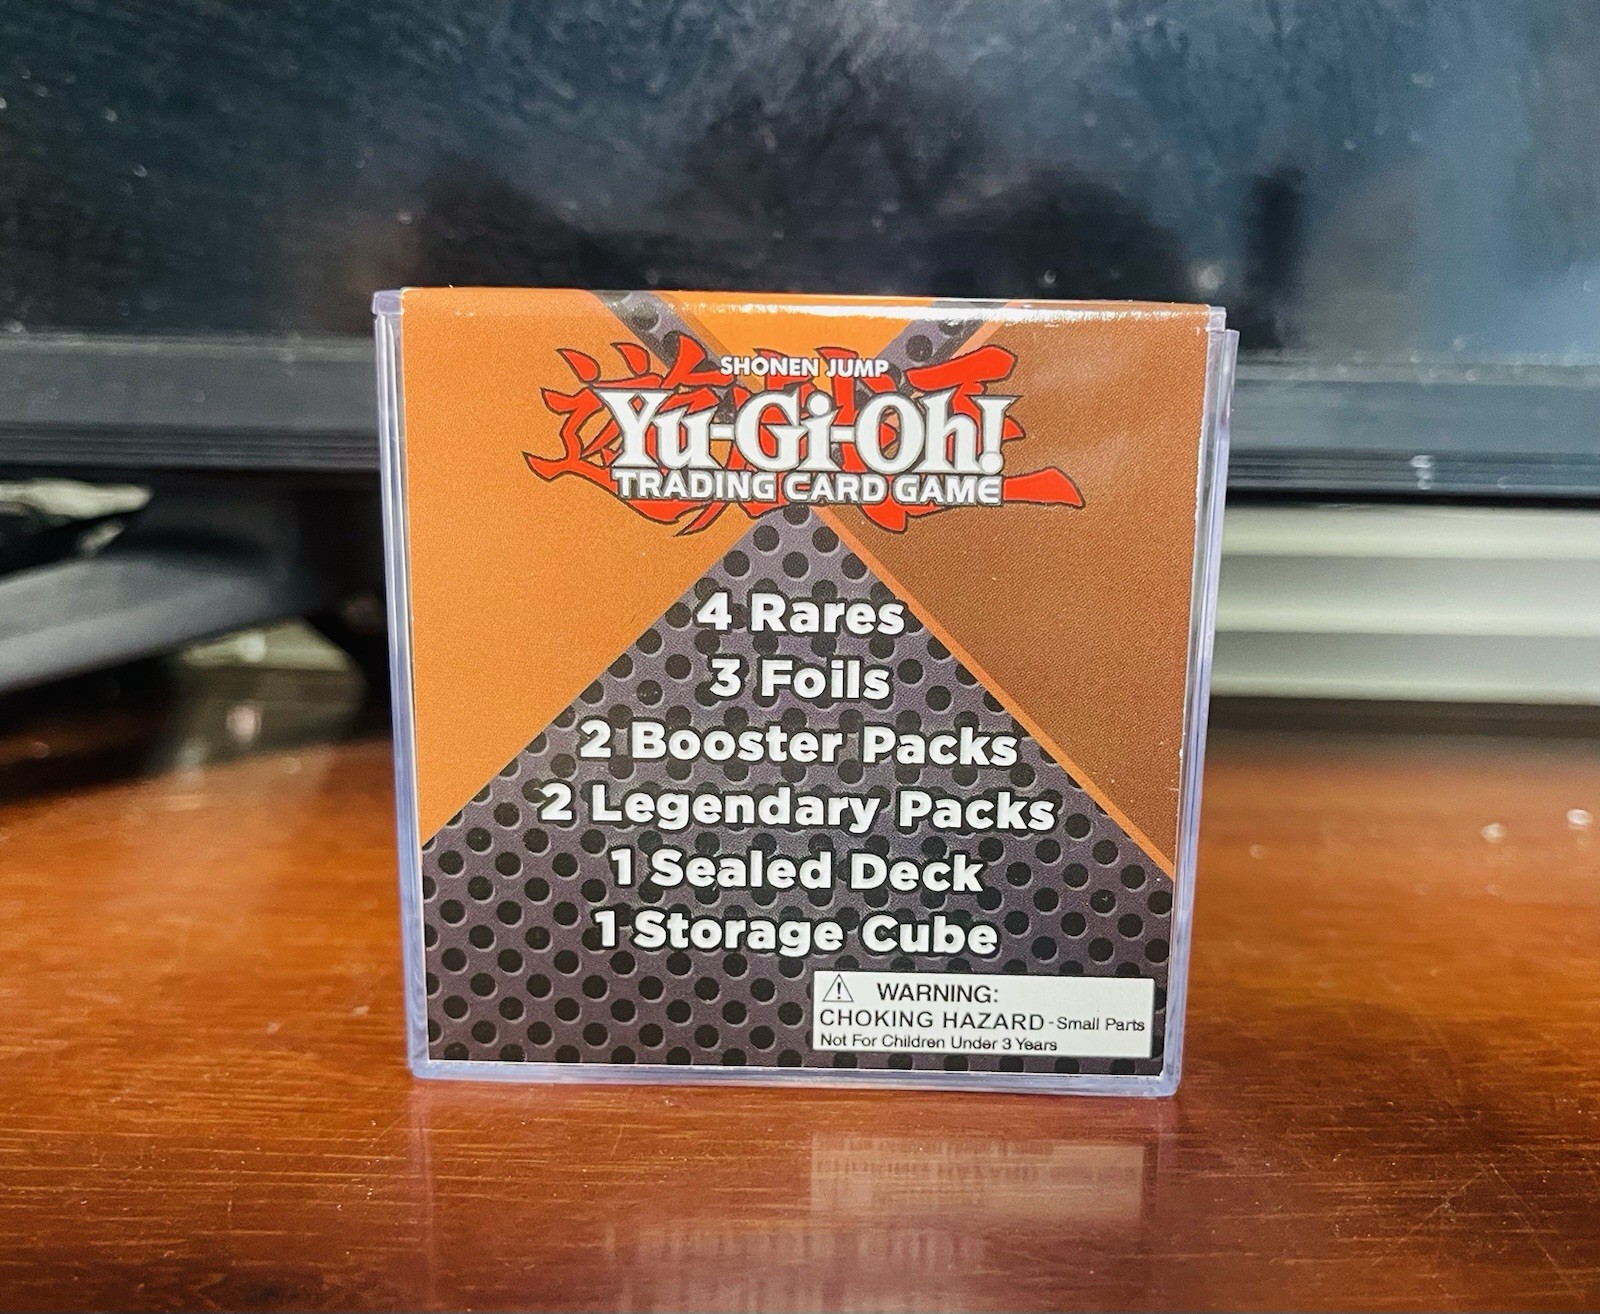 SHONEN JUMP
Yu-Gi-Oh!
TRADING CARD GAME
4 Rares
3 Foils
2 Booster Packs
2 Legendary Packs
1 Sealed Deck
1 Storage Cube
WARNING:
CHOKING HAZARD - Small Parts
Not For Children Under 3 Years